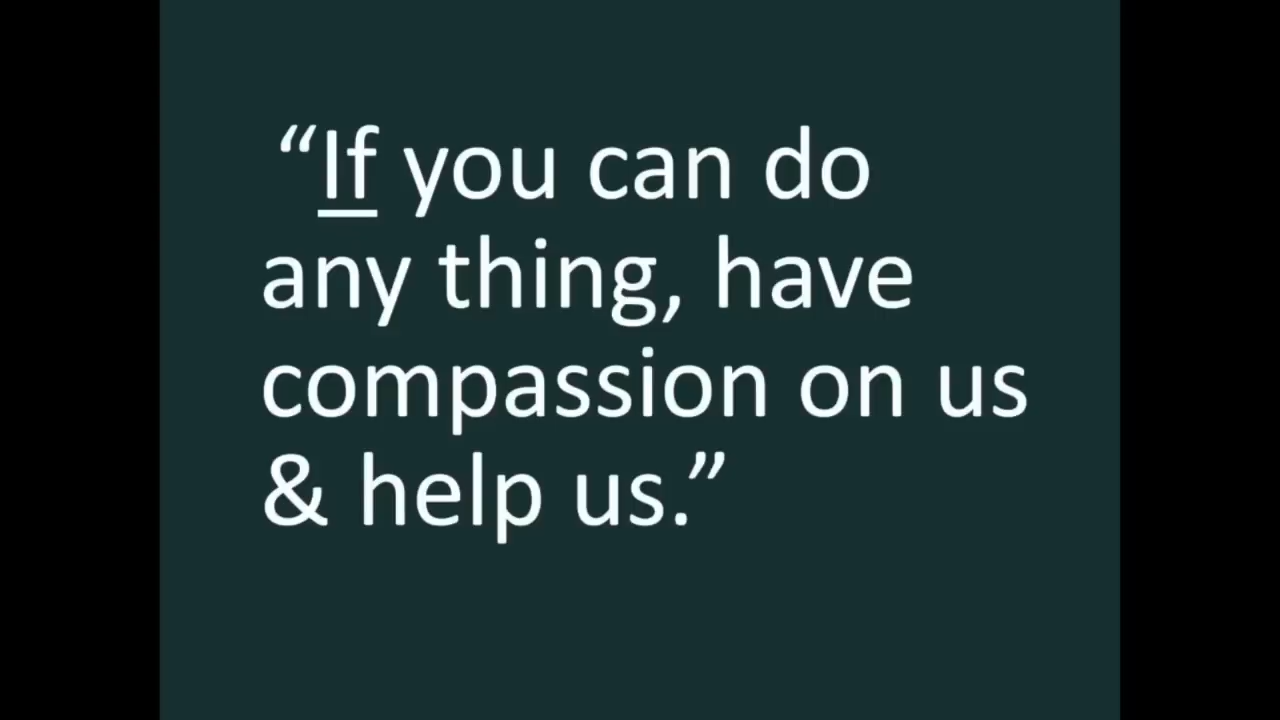 “If you can do
any thing, have
compassion on us
& help us.”